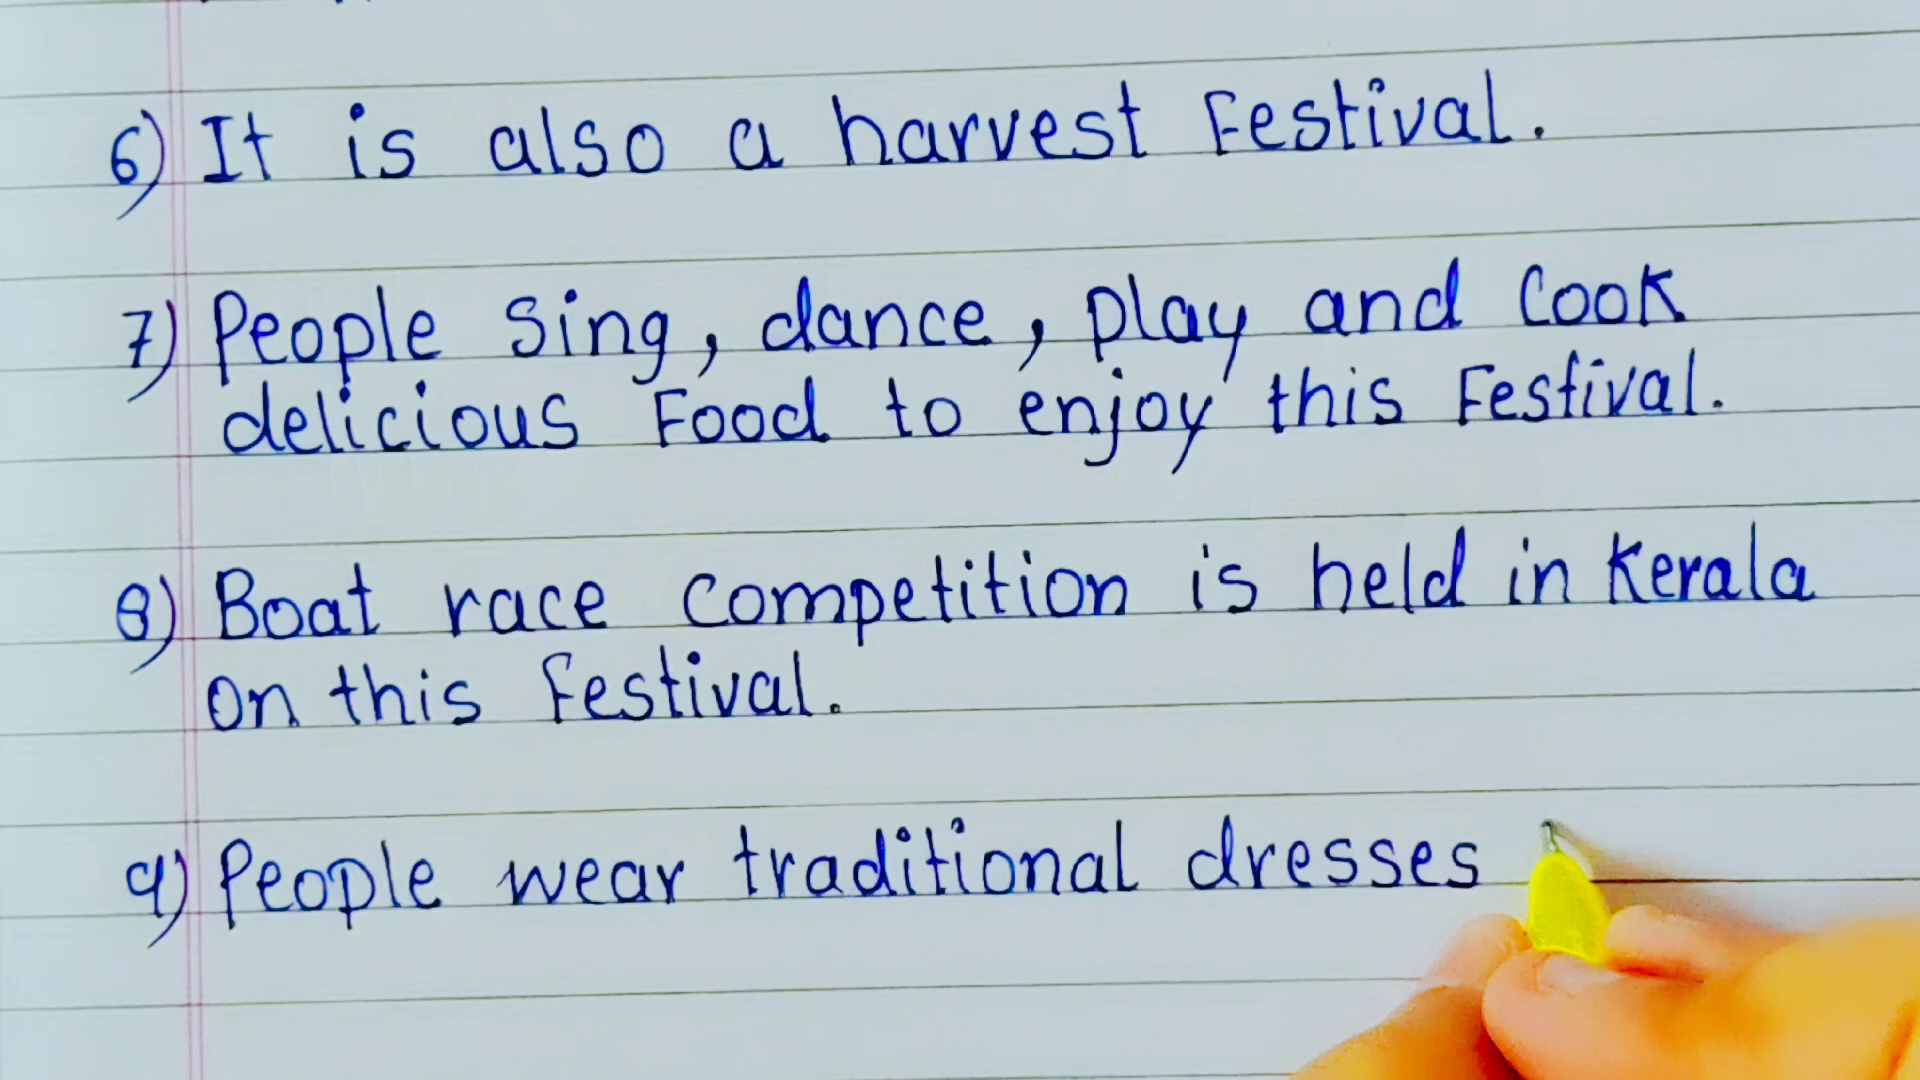 6) It is also a harvest Festival.
7) People sing, dance, play and Cook
delicious Food to enjoy this Festival.
8) Boat race competition is held in Kerala
on this Festival.
9) People wear traditional dresses